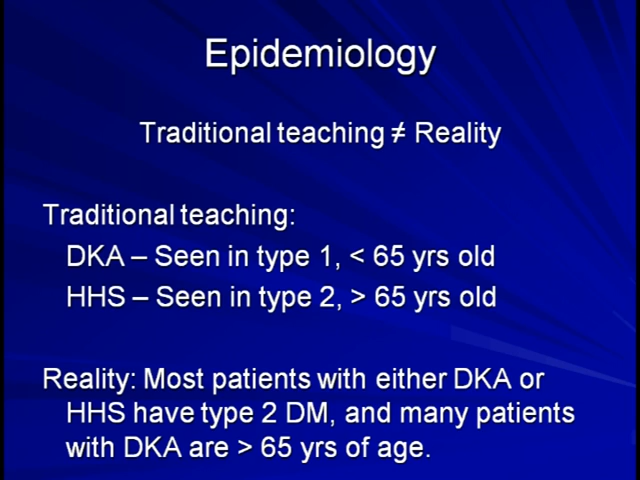 Epidemiology
Traditional teaching ≠ Reality
Traditional teaching:
DKA – Seen in type 1, < 65 yrs old
HHS – Seen in type 2, > 65 yrs old
Reality: Most patients with either DKA or
HHS have type 2 DM, and many patients
with DKA are > 65 yrs of age.